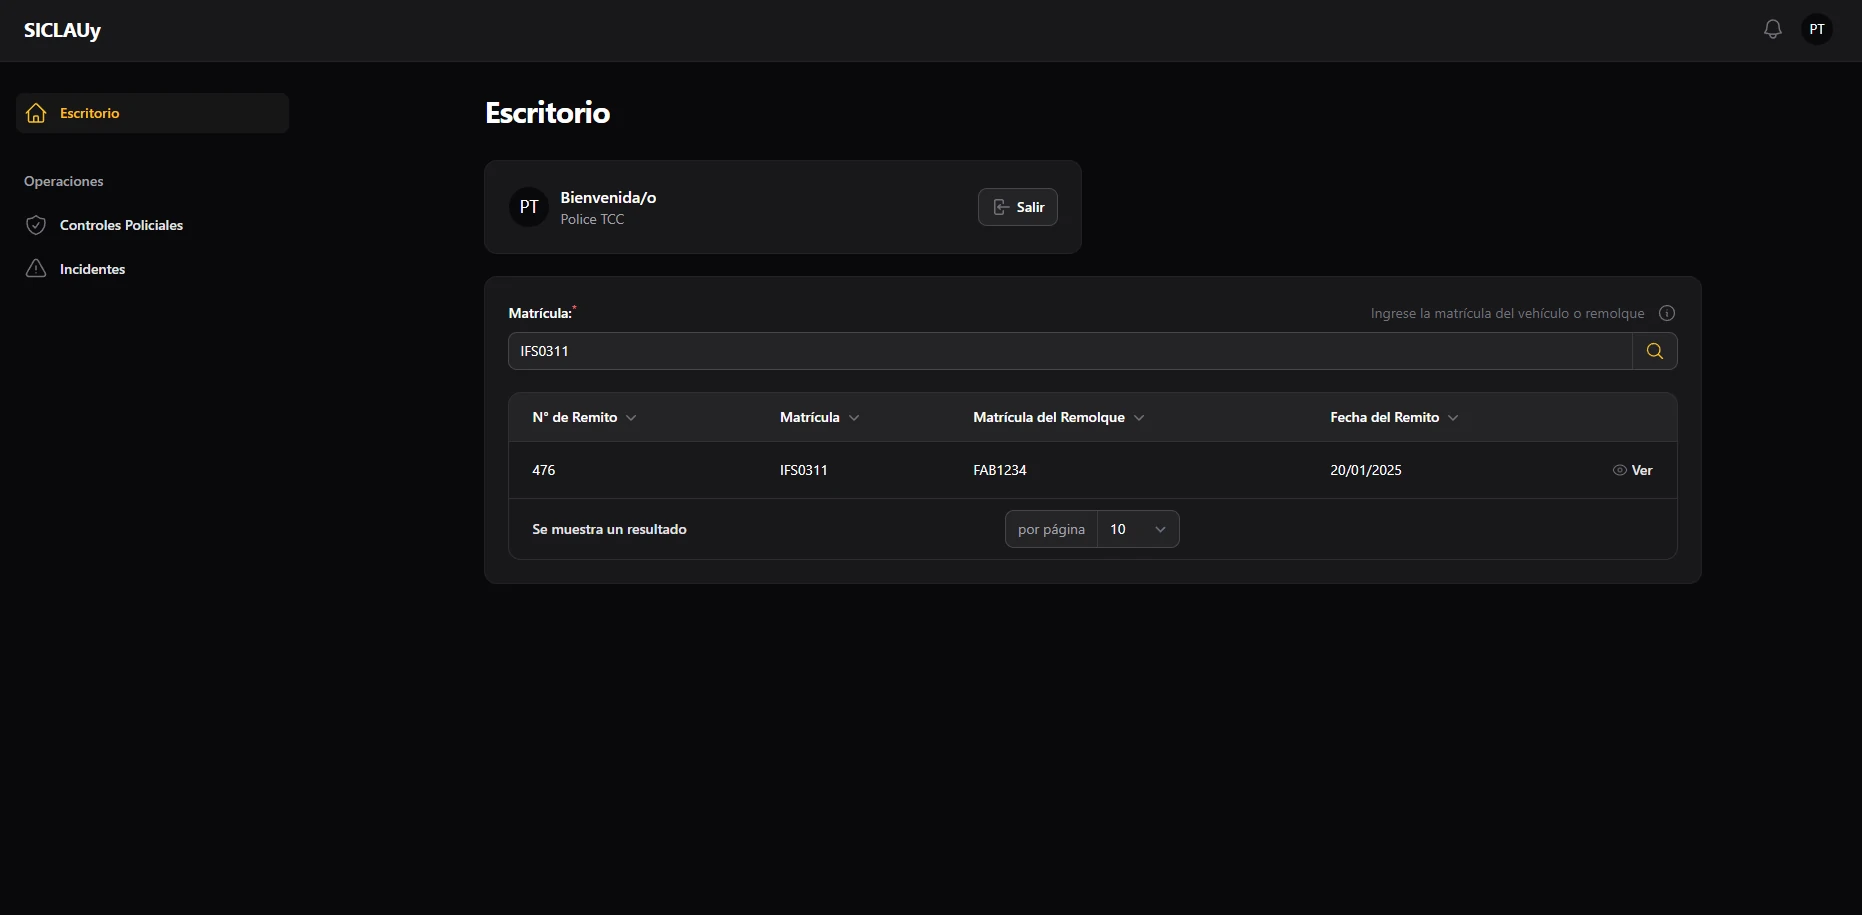 SICLAUy
PT
Escritorio
Operaciones
Controles Policiales
Incidentes
Escritorio
PT
Bienvenida/o
Police TCC
Salir
Matrícula:*
Ingrese la matrícula del vehículo o remolque
IFS0311
N° de Remito Matrícula Matrícula del Remolque Fecha del Remito
476 IFS0311 FAB1234 20/01/2025 Ver
Se muestra un resultado por página 10